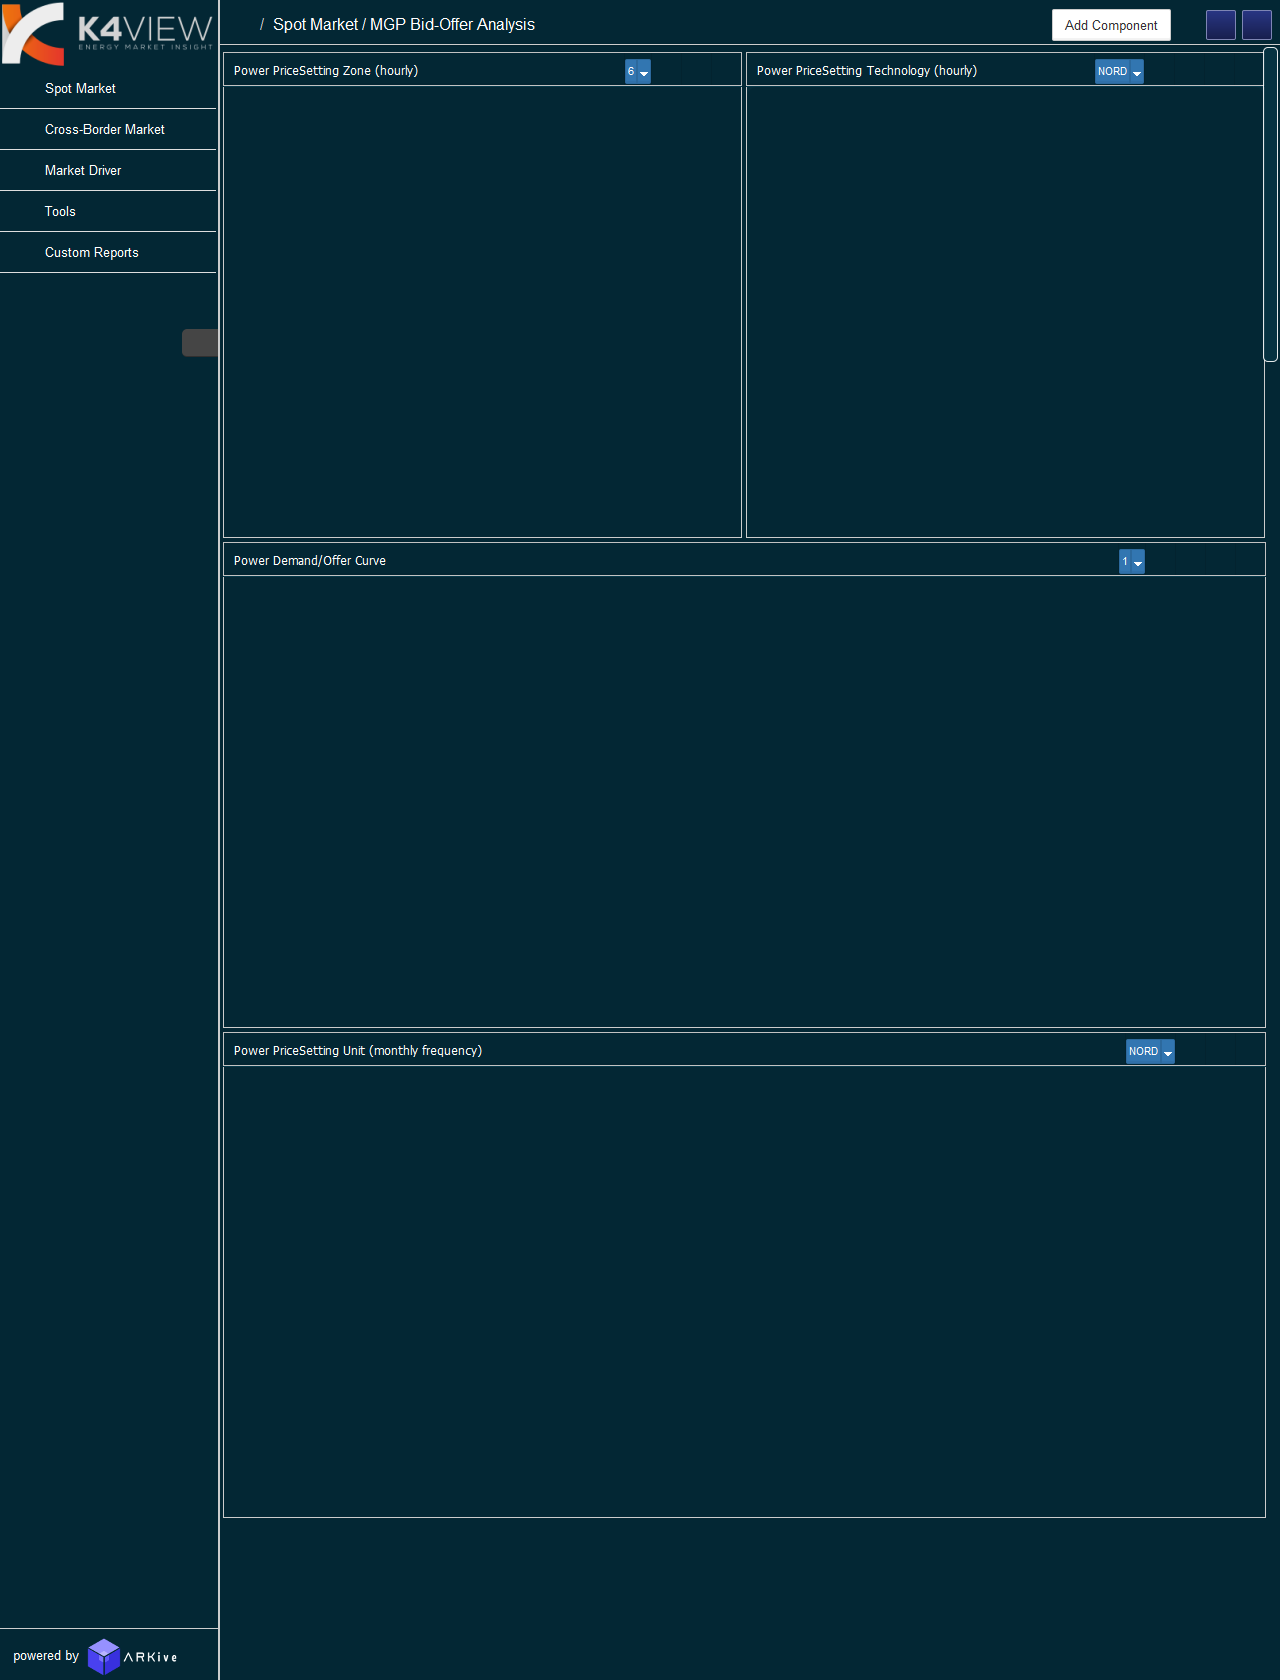 K4VIEW
ENERGY MARKET INSIGHT
/ Spot Market / MGP Bid-Offer Analysis
Add Component
Spot Market
Cross-Border Market
Market Driver
Tools
Custom Reports
Power PriceSetting Zone (hourly)
6
Power PriceSetting Technology (hourly)
NORD
Power Demand/Offer Curve
1
Power PriceSetting Unit (monthly frequency)
NORD
powered by ARKive